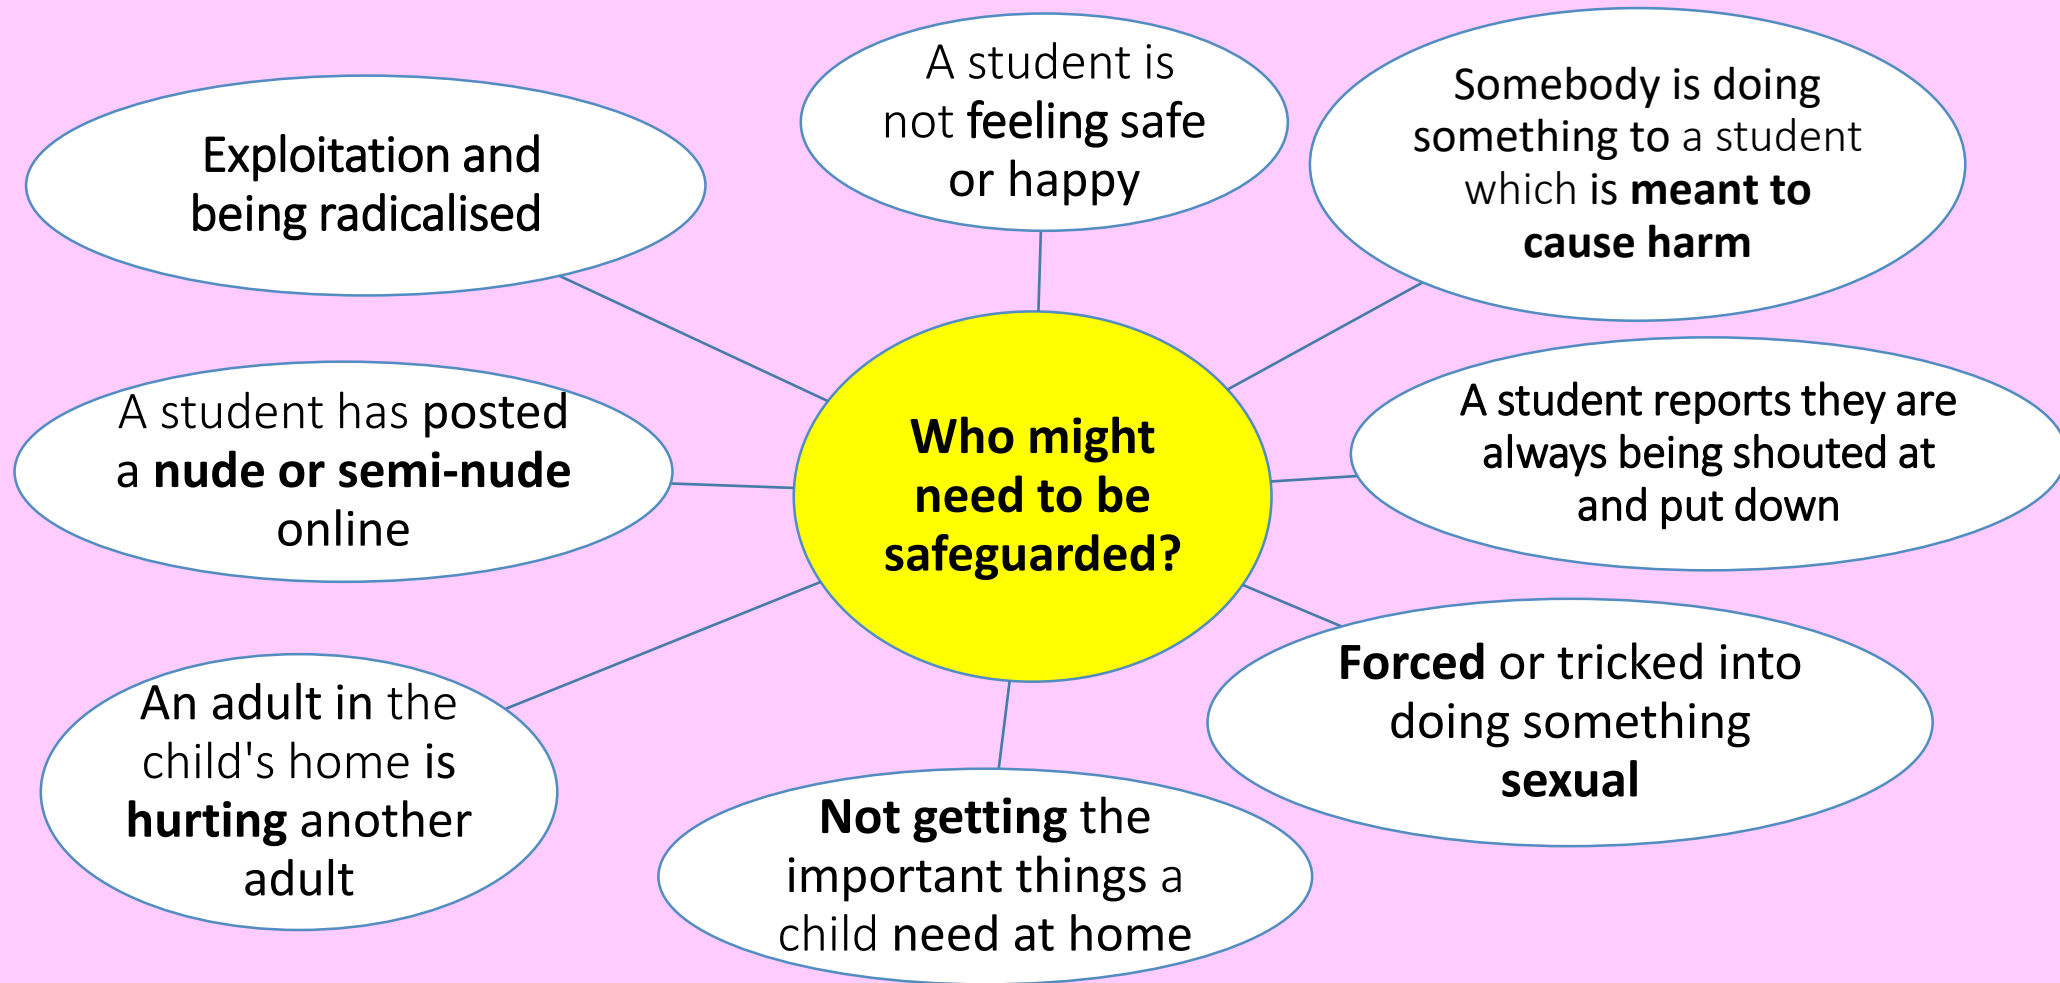 Exploitation and
being radicalised
A student is
not feeling safe
or happy
Somebody is doing
something to a student
which is meant to
cause harm
A student has posted
a nude or semi-nude
online
Who might
need to be
safeguarded?
A student reports they are
always being shouted at
and put down
An adult in the
child's home is
hurting another
adult
Not getting the
important things a
child need at home
Forced or tricked into
doing something
sexual